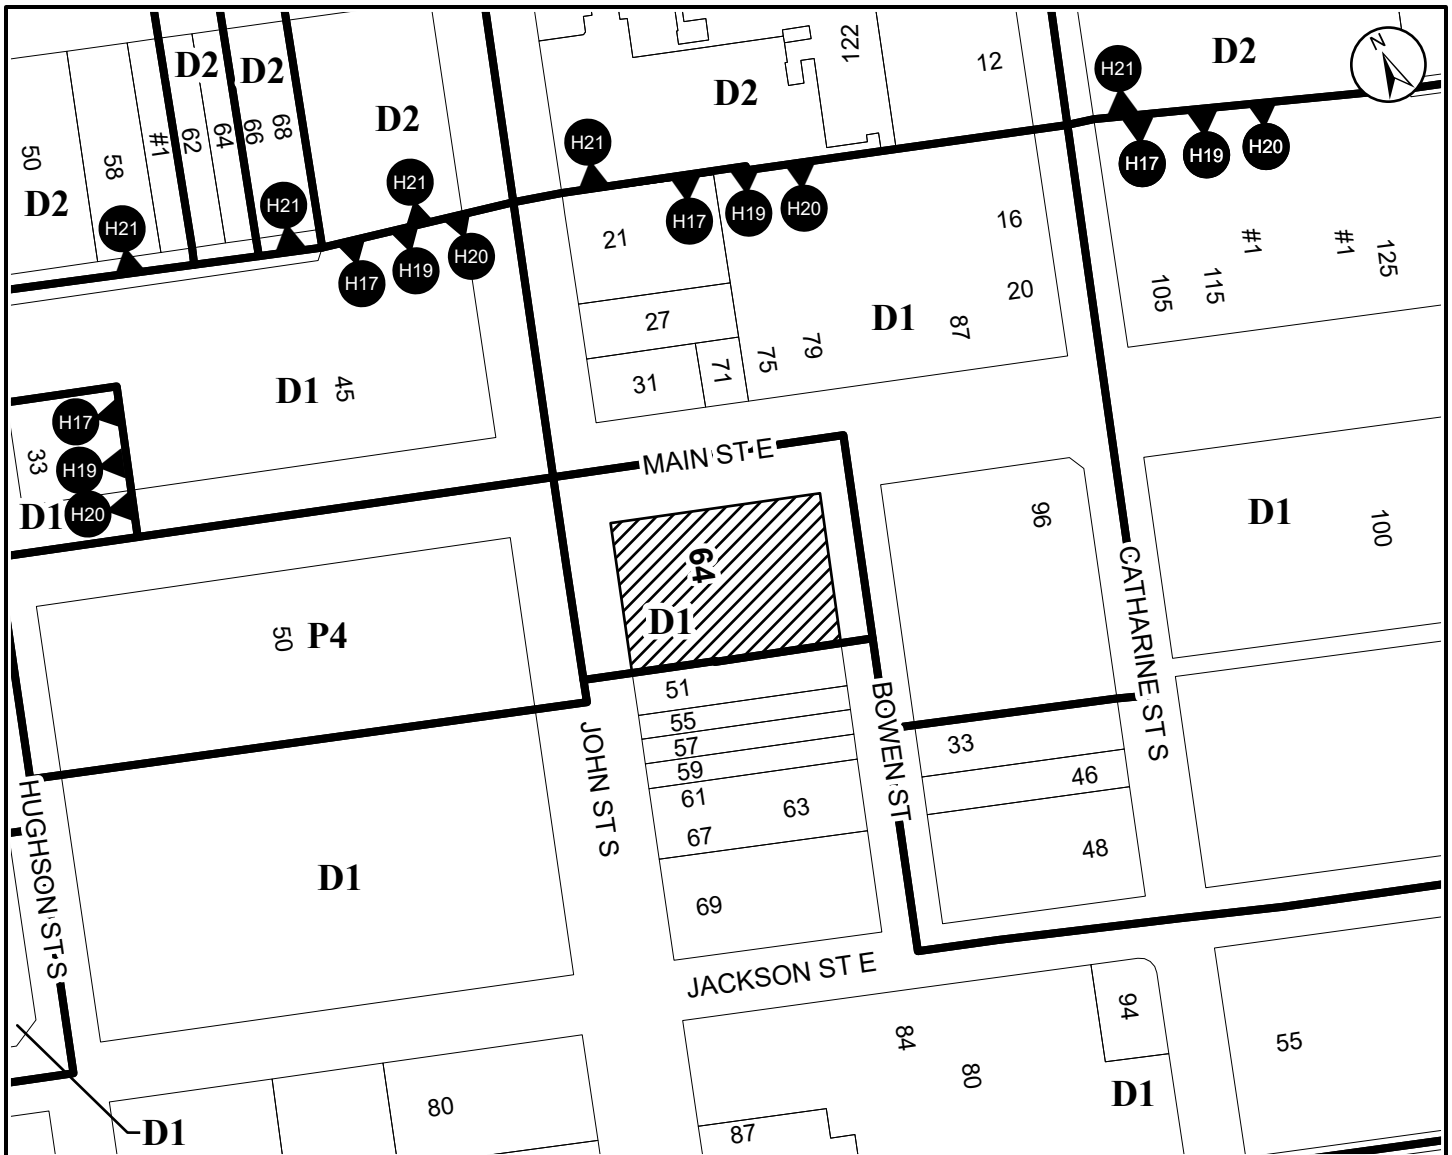 D2
D2
D2
D2
D2
D2
50
58
#1
62
64
66
68
122
12
N
H21
H21
H21
H21
H21
H17
H19
H20
H17
H19
H20
H17
H19
H20
21
27
31
71
75
79
D1
87
16
20
105
115
#1
#1
125
D1
45
H17
H19
H20
33
D1
MAIN ST E
64
D1
96
D1
100
50
P4
CATHARINE ST S
BOWEN ST
JOHN ST S
HUGHSON ST S
51
55
57
59
61
63
67
69
33
46
48
D1
JACKSON ST E
94
84
80
55
D1
80
87
D1